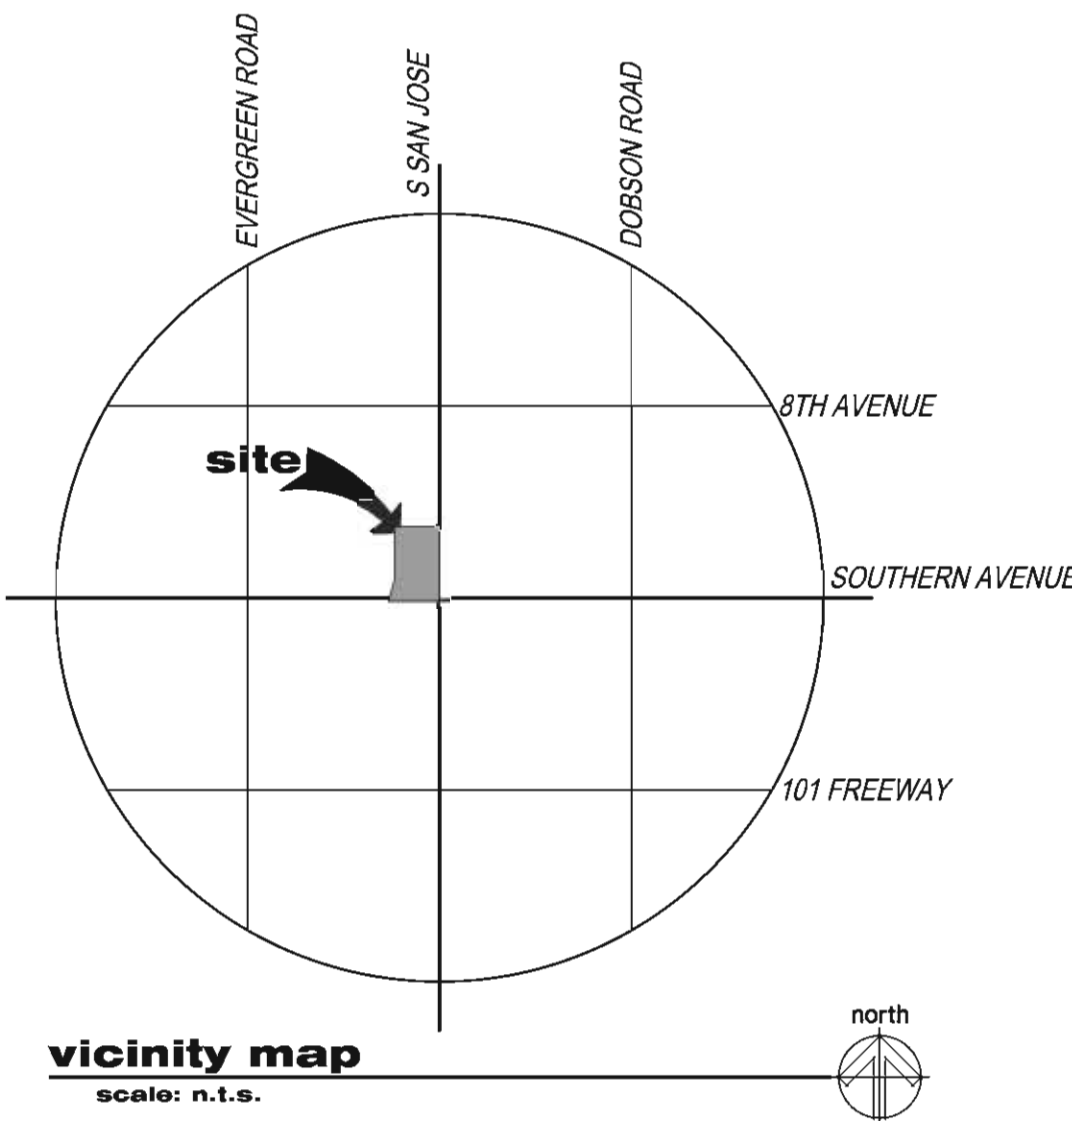 EVERGREEN ROAD
S SAN JOSE
DOBSON ROAD
8TH AVENUE
site
SOUTHERN AVENUE
101 FREEWAY
north
vicinity map
scale: n.t.s.